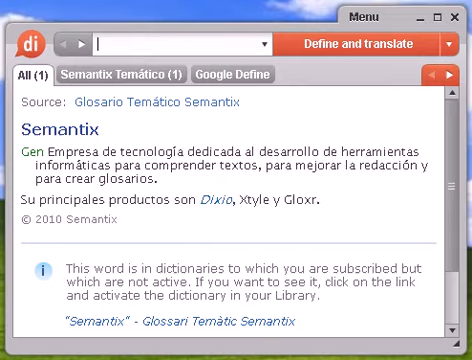 Menu
di
Define and translate
All (1) Semantix Temático (1) Google Define
Source: Glosario Temático Semantix
Semantix
Gen Empresa de tecnología dedicada al desarrollo de herramientas
informáticas para comprender textos, para mejorar la redacción y
para crear glosarios.
Su principales productos son Dixio, Xtyle y Gloxr.
© 2010 Semantix
i
This word is in dictionaries to which you are subscribed but
which are not active. If you want to see it, click on the link
and activate the dictionary in your Library.
"Semantix" - Glossari Temàtic Semantix